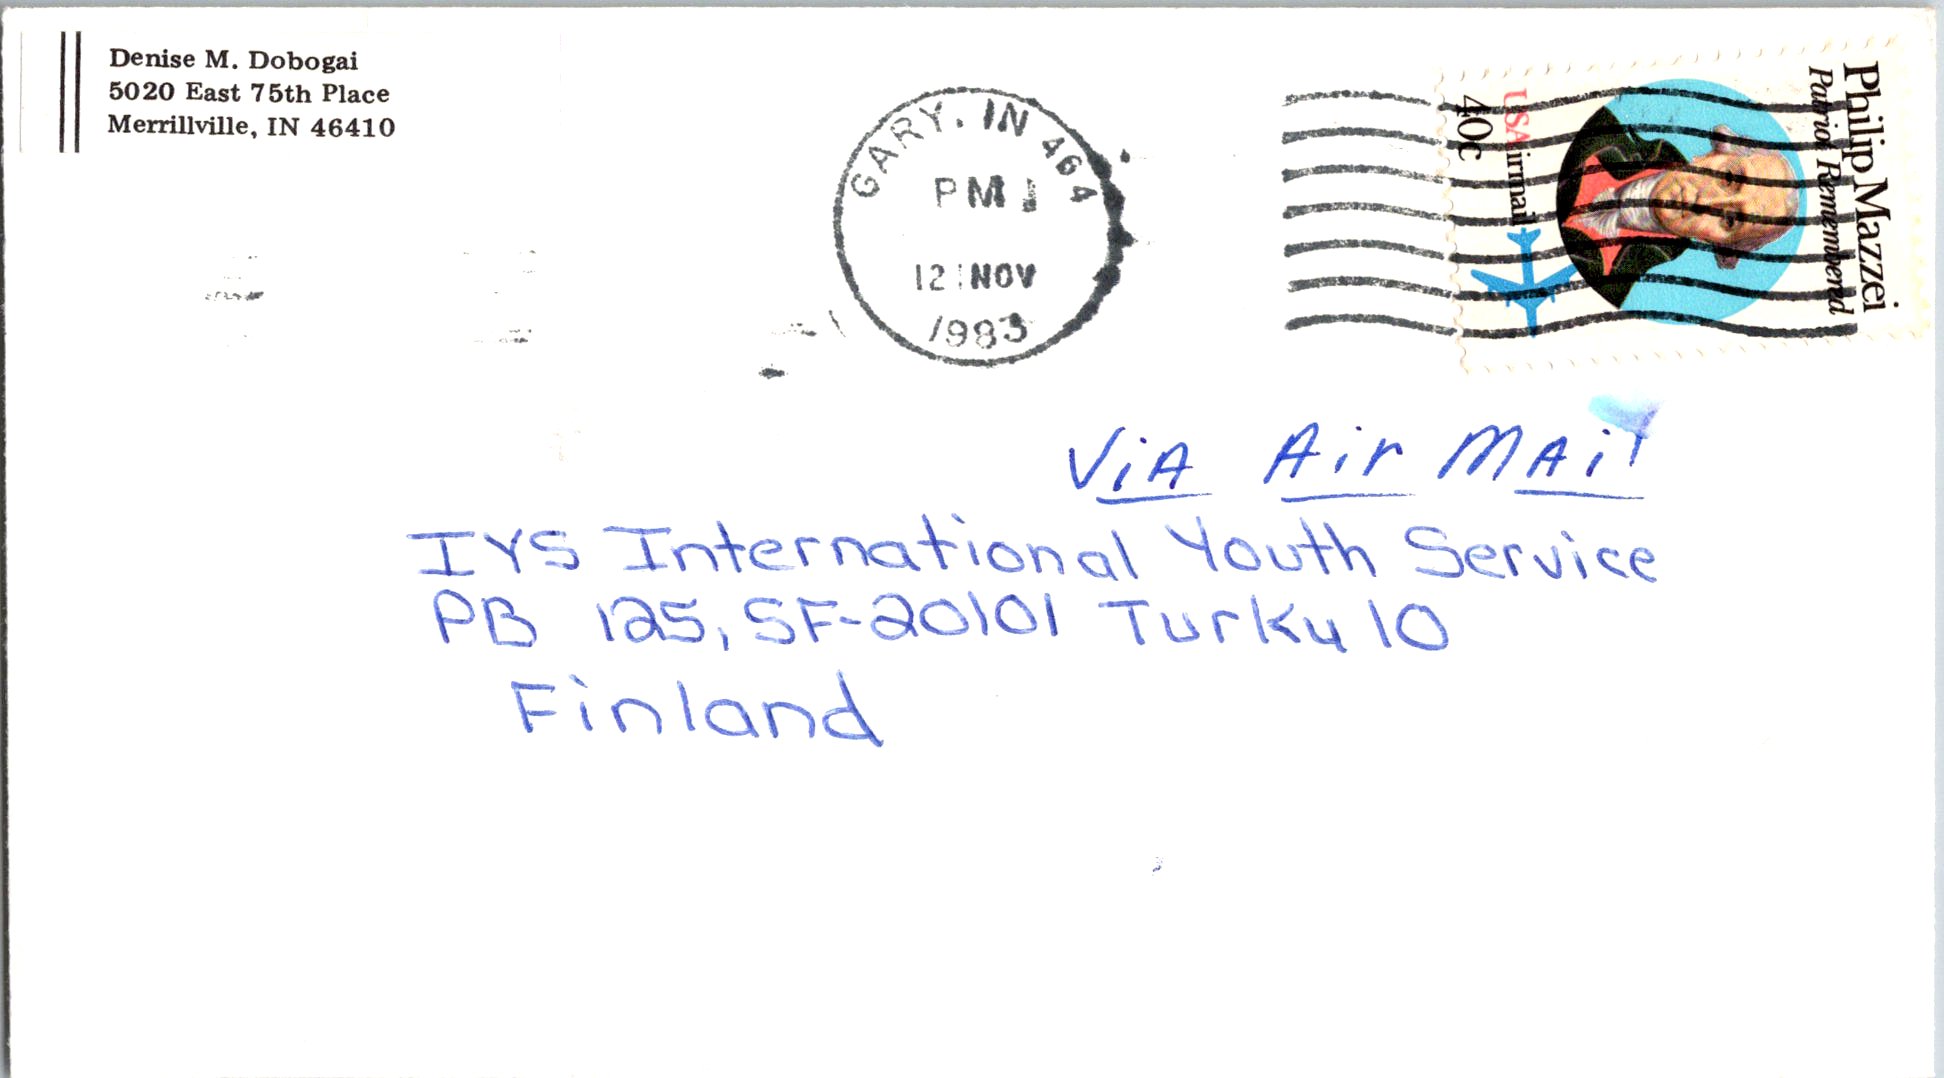 Denise M. Dobogai
5020 East 75th Place
Merrillville, IN 46410
GARY, IN 464
PM
12 NOV
1983
Philip Mazzei
Patriot Remembered
USAirmail
40c
ViA Air MAil
IYS International Youth Service
PB 125, SF-20101 Turku 10
Finland